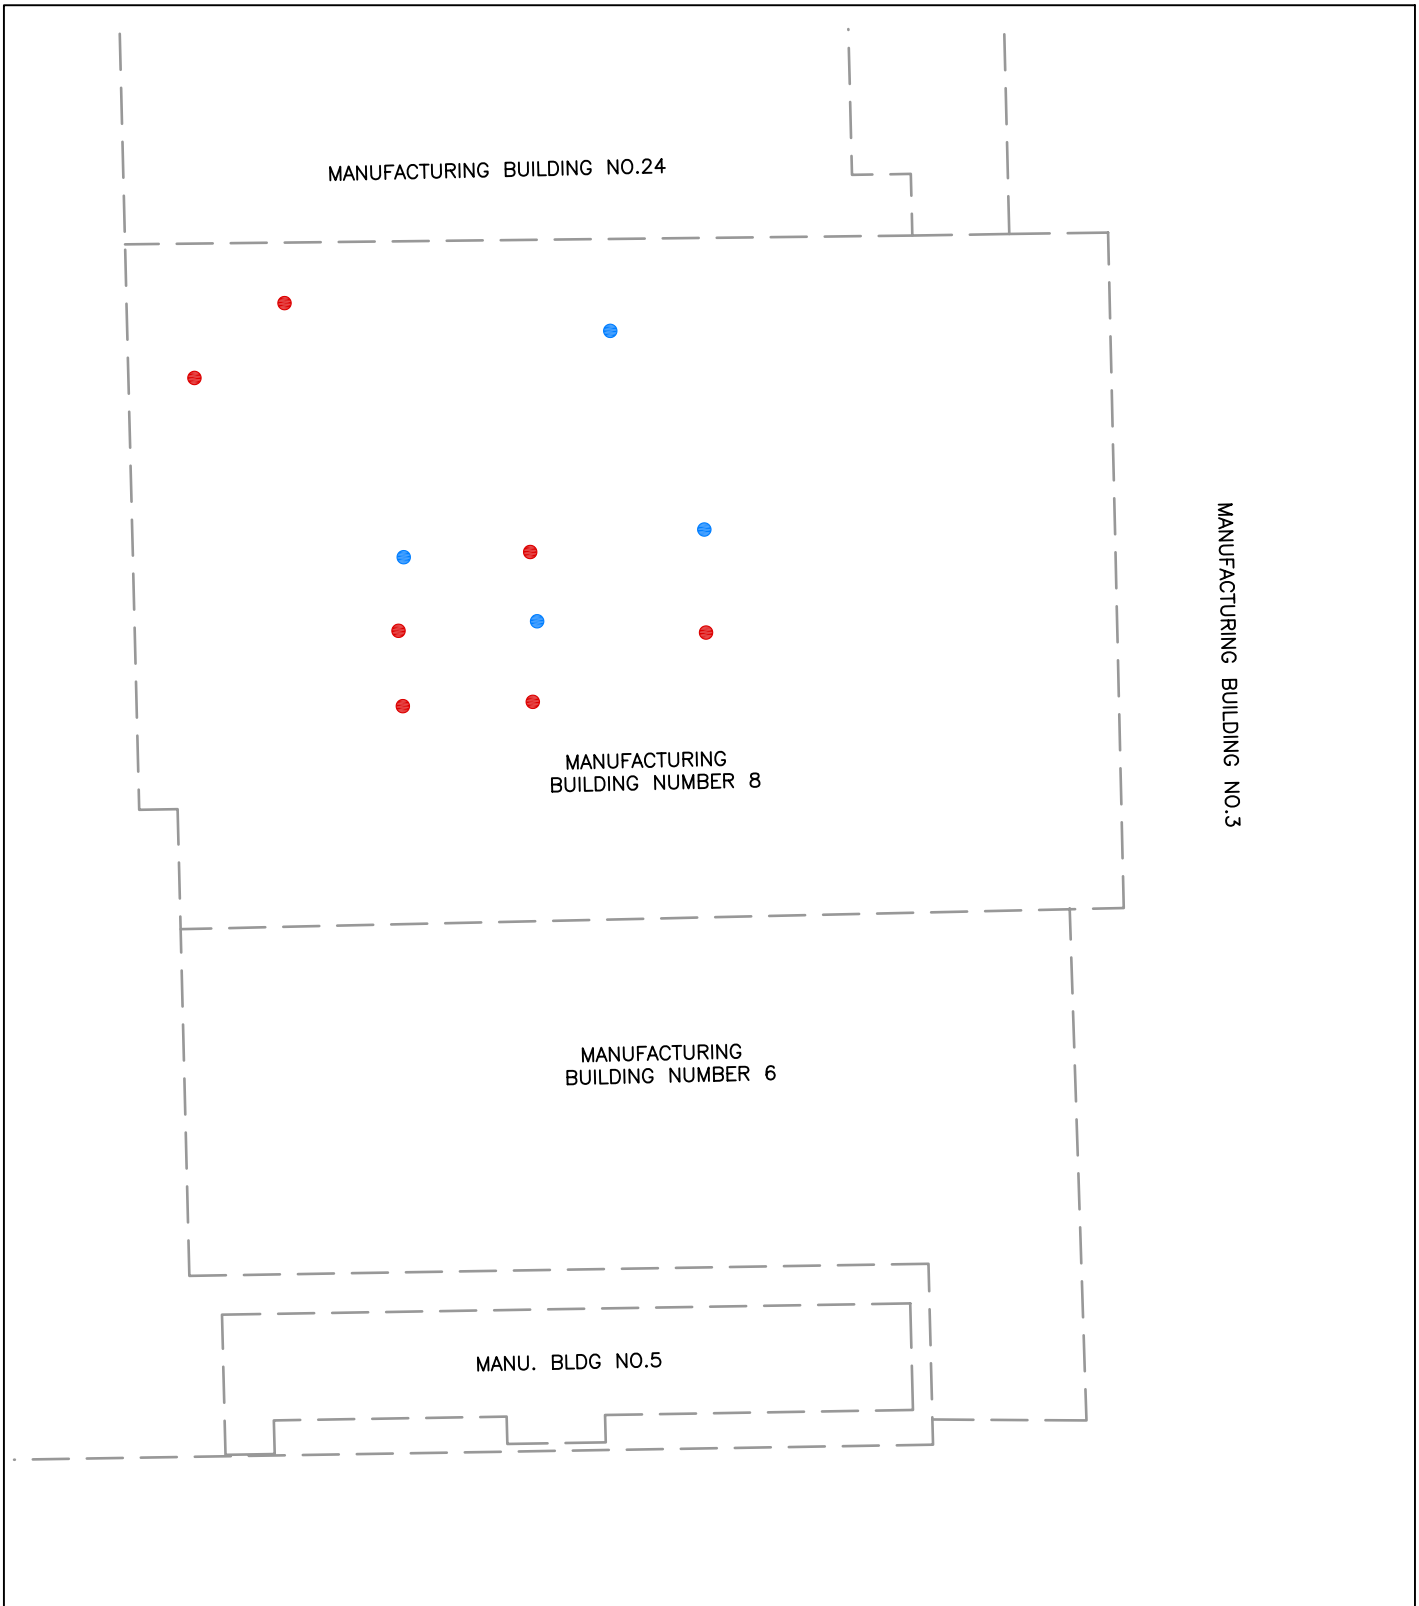 MANUFACTURING BUILDING NO.24
MANUFACTURING BUILDING NO.3
MANUFACTURING
BUILDING NUMBER 8
MANUFACTURING
BUILDING NUMBER 6
MANU. BLDG NO.5